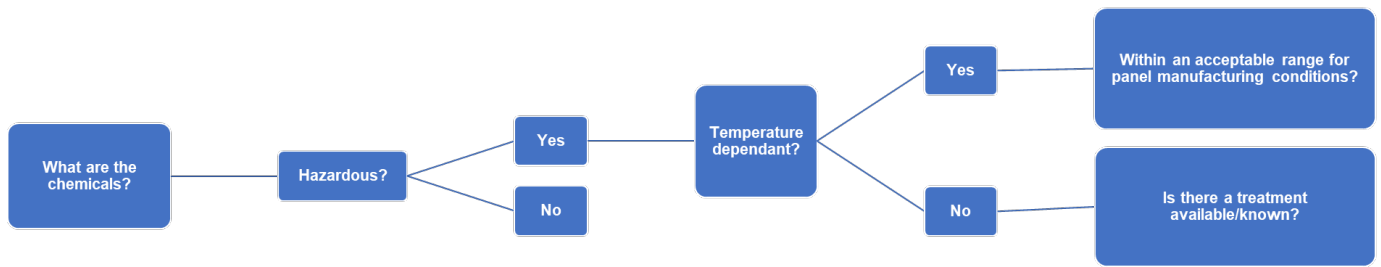 What are the
chemicals?
Hazardous?
Yes
No
Temperature
dependant?
Yes
No
Within an acceptable range for
panel manufacturing conditions?
Is there a treatment
available/known?